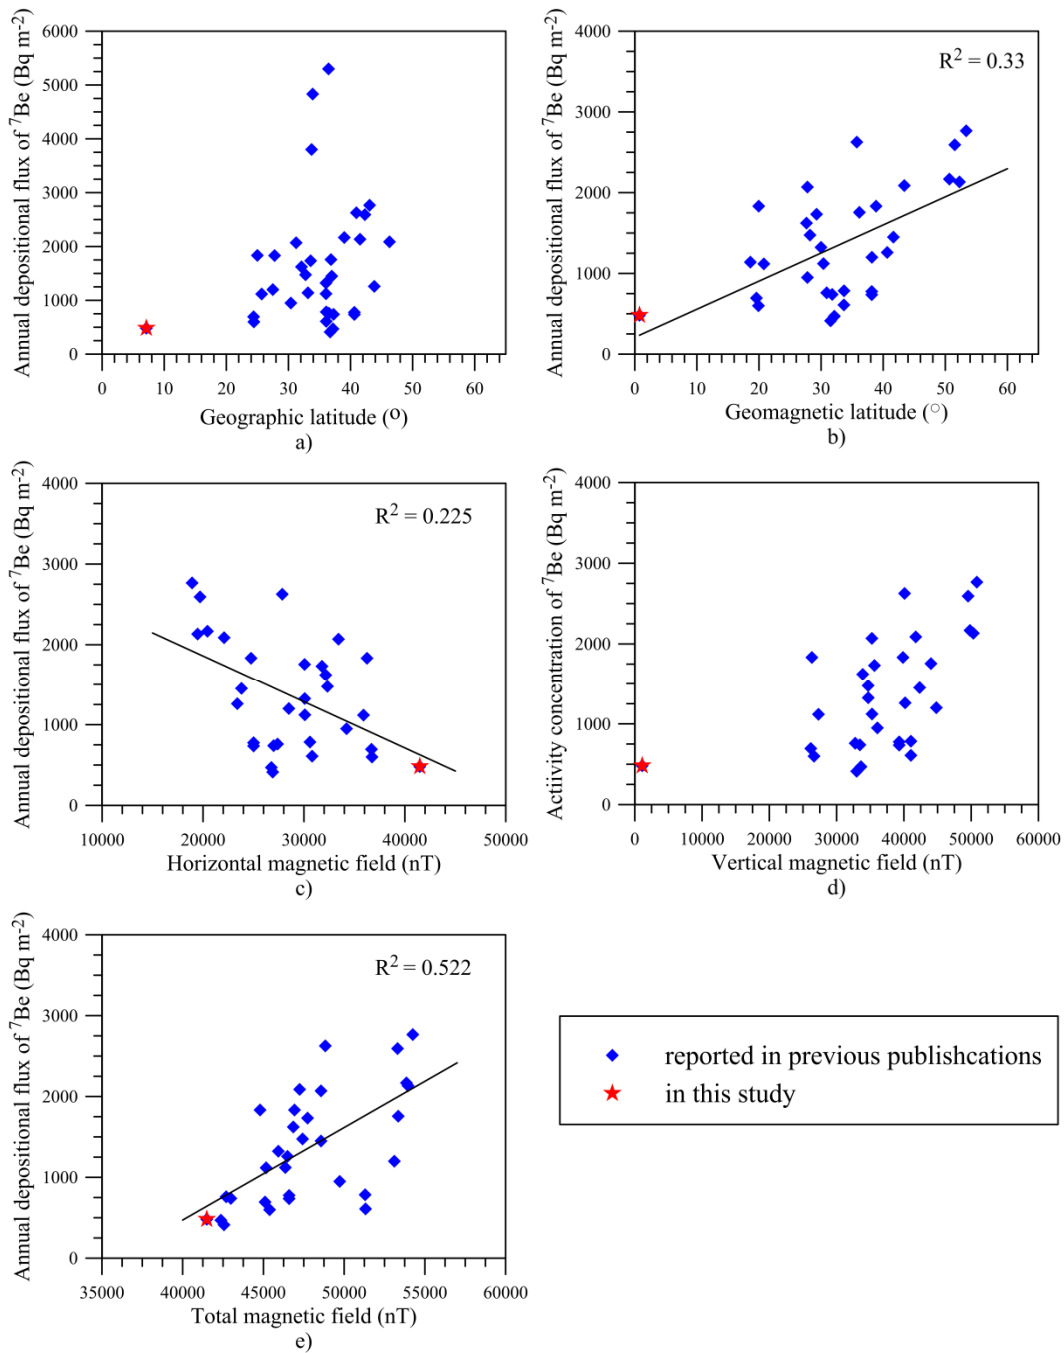 Annual depositional flux of ⁷Be (Bq m⁻²)
6000
5000
4000
3000
2000
1000
0
0 10 20 30 40 50 60
Geographic latitude (º)
a)
Annual depositional flux of ⁷Be (Bq m⁻²)
R² = 0.33
4000
3000
2000
1000
0
0 10 20 30 40 50 60
Geomagnetic latitude (°)
b)
Annual depositional flux of ⁷Be (Bq m⁻²)
R² = 0.225
4000
3000
2000
1000
0
10000 20000 30000 40000 50000
Horizontal magnetic field (nT)
c)
Actiivty concentration of ⁷Be (Bq m⁻²)
4000
3000
2000
1000
0
0 10000 20000 30000 40000 50000 60000
Vertical magnetic field (nT)
d)
Annual depositional flux of ⁷Be (Bq m⁻²)
R² = 0.522
4000
3000
2000
1000
0
35000 40000 45000 50000 55000 60000
Total magnetic field (nT)
e)
reported in previous publishcations
in this study